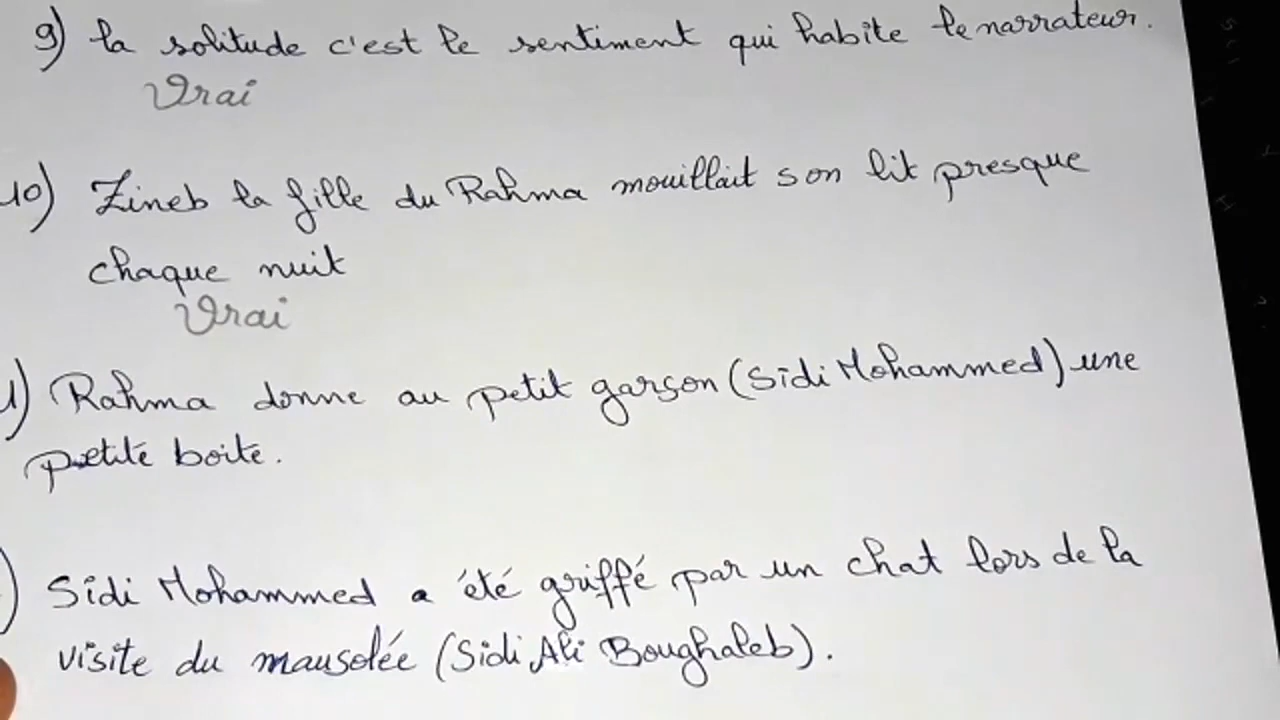 9) la solitude c'est le sentiment qui habite le narrateur.
Vrai
10) Zineb la fille du Rahma mouillait son lit presque
chaque nuit
Vrai
1) Rahma donne au petit garson (Sidi Mohammed) une
petite boite.
) Sidi Mohammed a été griffé par un chat lors de la
visite du mausolée (Sidi Ali Boughaleb).